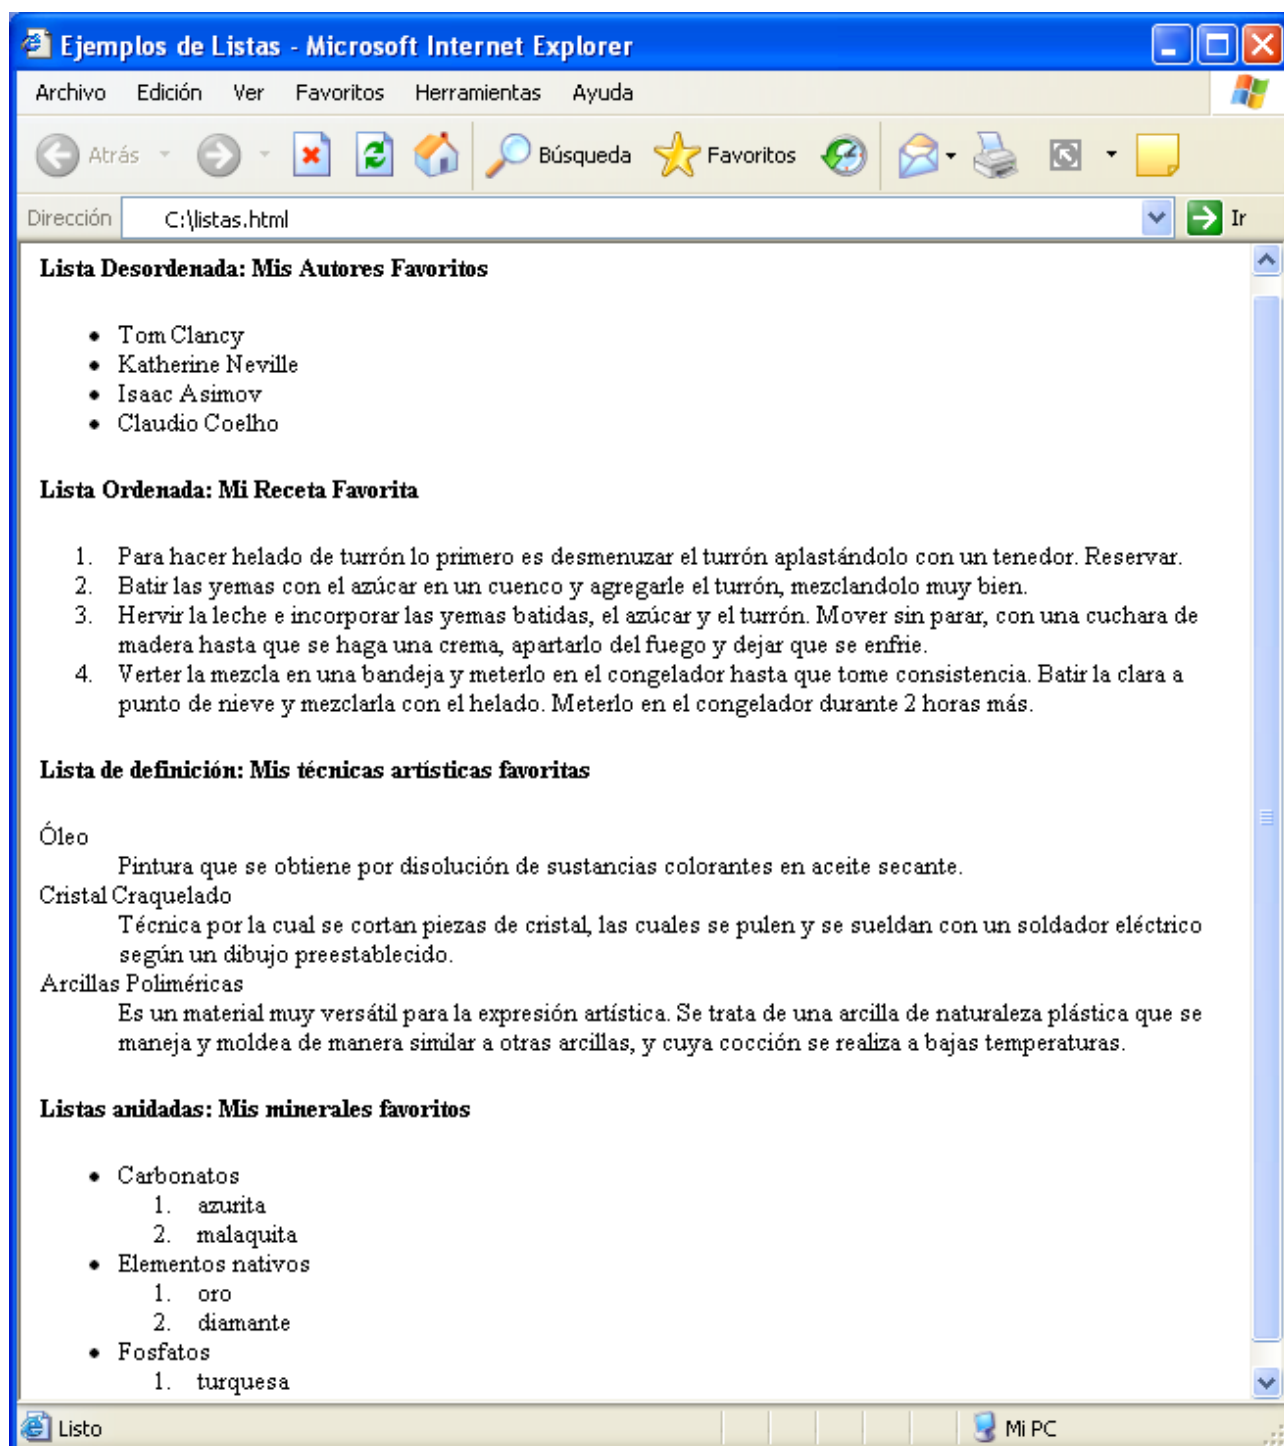 Ejemplos de Listas - Microsoft Internet Explorer
Archivo Edición Ver Favoritos Herramientas Ayuda
Atrás Búsqueda Favoritos
Dirección C:\listas.html Ir
Lista Desordenada: Mis Autores Favoritos
• Tom Clancy
• Katherine Neville
• Isaac Asimov
• Claudio Coelho
Lista Ordenada: Mi Receta Favorita
1. Para hacer helado de turrón lo primero es desmenuzar el turrón aplastándolo con un tenedor. Reservar.
2. Batir las yemas con el azúcar en un cuenco y agregarle el turrón, mezclandolo muy bien.
3. Hervir la leche e incorporar las yemas batidas, el azúcar y el turrón. Mover sin parar, con una cuchara de
madera hasta que se haga una crema, apartarlo del fuego y dejar que se enfrie.
4. Verter la mezcla en una bandeja y meterlo en el congelador hasta que tome consistencia. Batir la clara a
punto de nieve y mezclarla con el helado. Meterlo en el congelador durante 2 horas más.
Lista de definición: Mis técnicas artísticas favoritas
Óleo
Pintura que se obtiene por disolución de sustancias colorantes en aceite secante.
Cristal Craquelado
Técnica por la cual se cortan piezas de cristal, las cuales se pulen y se sueldan con un soldador eléctrico
según un dibujo preestablecido.
Arcillas Poliméricas
Es un material muy versátil para la expresión artística. Se trata de una arcilla de naturaleza plástica que se
maneja y moldea de manera similar a otras arcillas, y cuya cocción se realiza a bajas temperaturas.
Listas anidadas: Mis minerales favoritos
• Carbonatos
1. azurita
2. malaquita
• Elementos nativos
1. oro
2. diamante
• Fosfatos
1. turquesa
Listo Mi PC